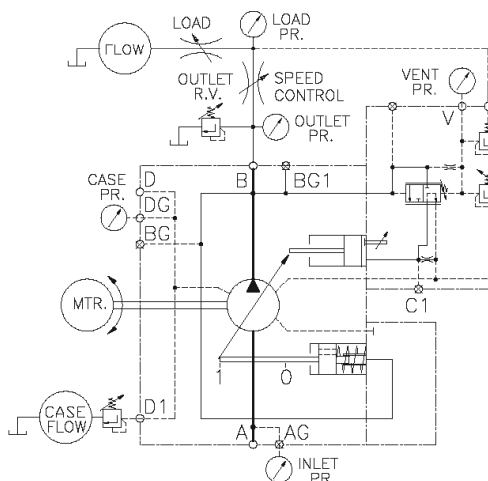 LOAD
LOAD
PR.
FLOW
OUTLET
R.V.
SPEED
CONTROL
VENT
PR.
OUTLET
PR.
V
CASE
PR.
D
DG
BG
B
BG1
MTR.
C1
1
0
CASE
FLOW
D1
A
AG
INLET
PR.